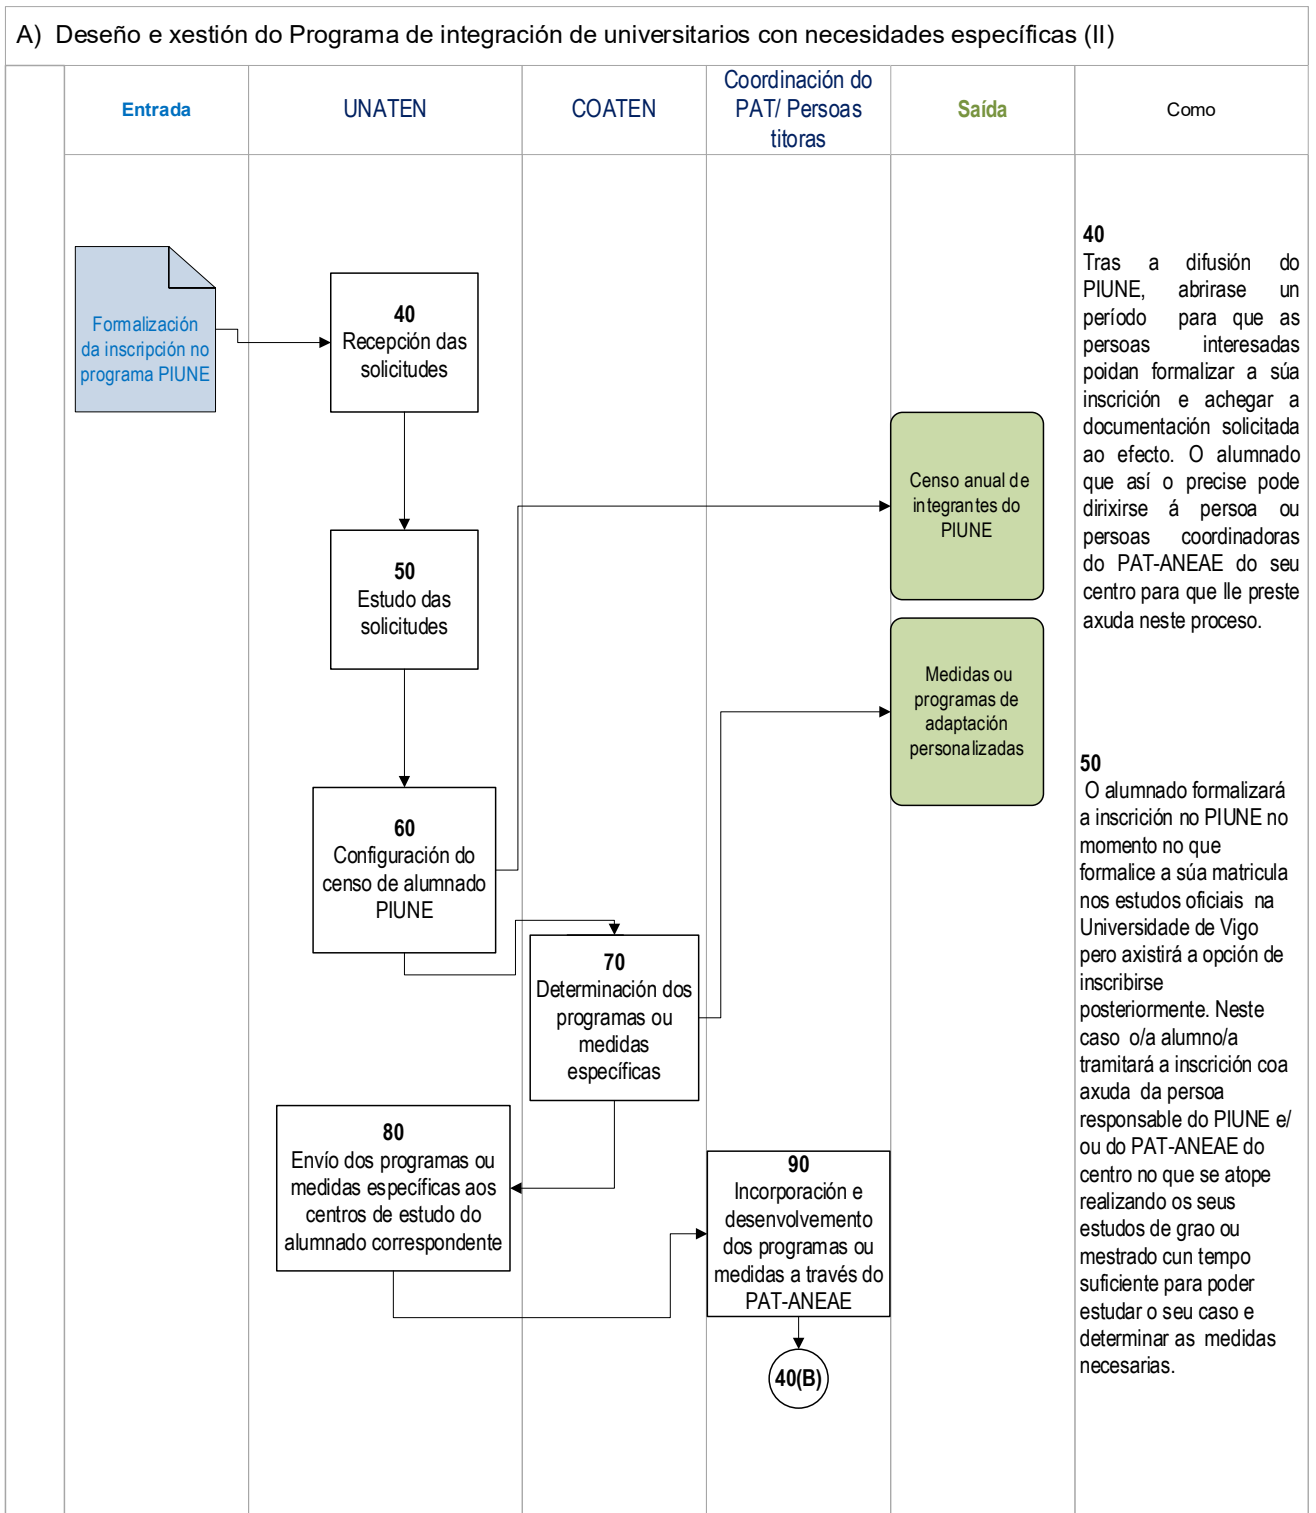 A) Deseño e xestión do Programa de integración de universitarios con necesidades específicas (II)
Entrada
UNATEN
COATEN
Coordinación do
PAT/ Persoas
titoras
Saída
Como
Formalización
da inscripción no
programa PIUNE
40
Recepción das
solicitudes
50
Estudo das
solicitudes
60
Configuración do
censo de alumnado
PIUNE
70
Determinación dos
programas ou
medidas
específicas
80
Envío dos programas ou
medidas específicas aos
centros de estudo do
alumnado correspondente
90
Incorporación e
desenvolvemento
dos programas ou
medidas a través do
PAT-ANEAE
40(B)
Censo anual de
integrantes do
PIUNE
Medidas ou
programas de
adaptación
personalizadas
40
Tras a difusión do
PIUNE, abrirase un
período para que as
persoas interesadas
poidan formalizar a súa
inscrición e achegar a
documentación solicitada
ao efecto. O alumnado
que así o precise pode
dirixirse á persoa ou
persoas coordinadoras
do PAT-ANEAE do seu
centro para que lle preste
axuda neste proceso.
50
O alumnado formalizará
a inscrición no PIUNE no
momento no que
formalice a súa matricula
nos estudos oficiais na
Universidade de Vigo
pero axistirá a opción de
inscribirse
posteriormente. Neste
caso o/a alumno/a
tramitará a inscrición coa
axuda da persoa
responsable do PIUNE e/
ou do PAT-ANEAE do
centro no que se atope
realizando os seus
estudos de grao ou
mestrado cun tempo
suficiente para poder
estudar o seu caso e
determinar as medidas
necesarias.